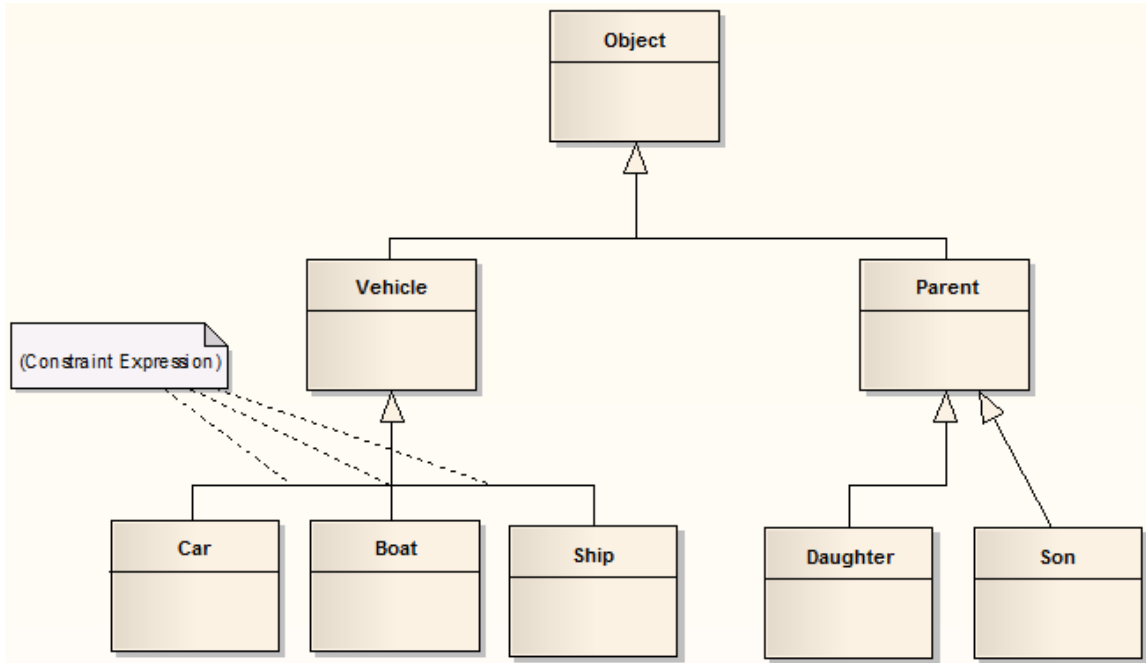 Object
Vehicle
Parent
(Constraint Expression)
Car
Boat
Ship
Daughter
Son